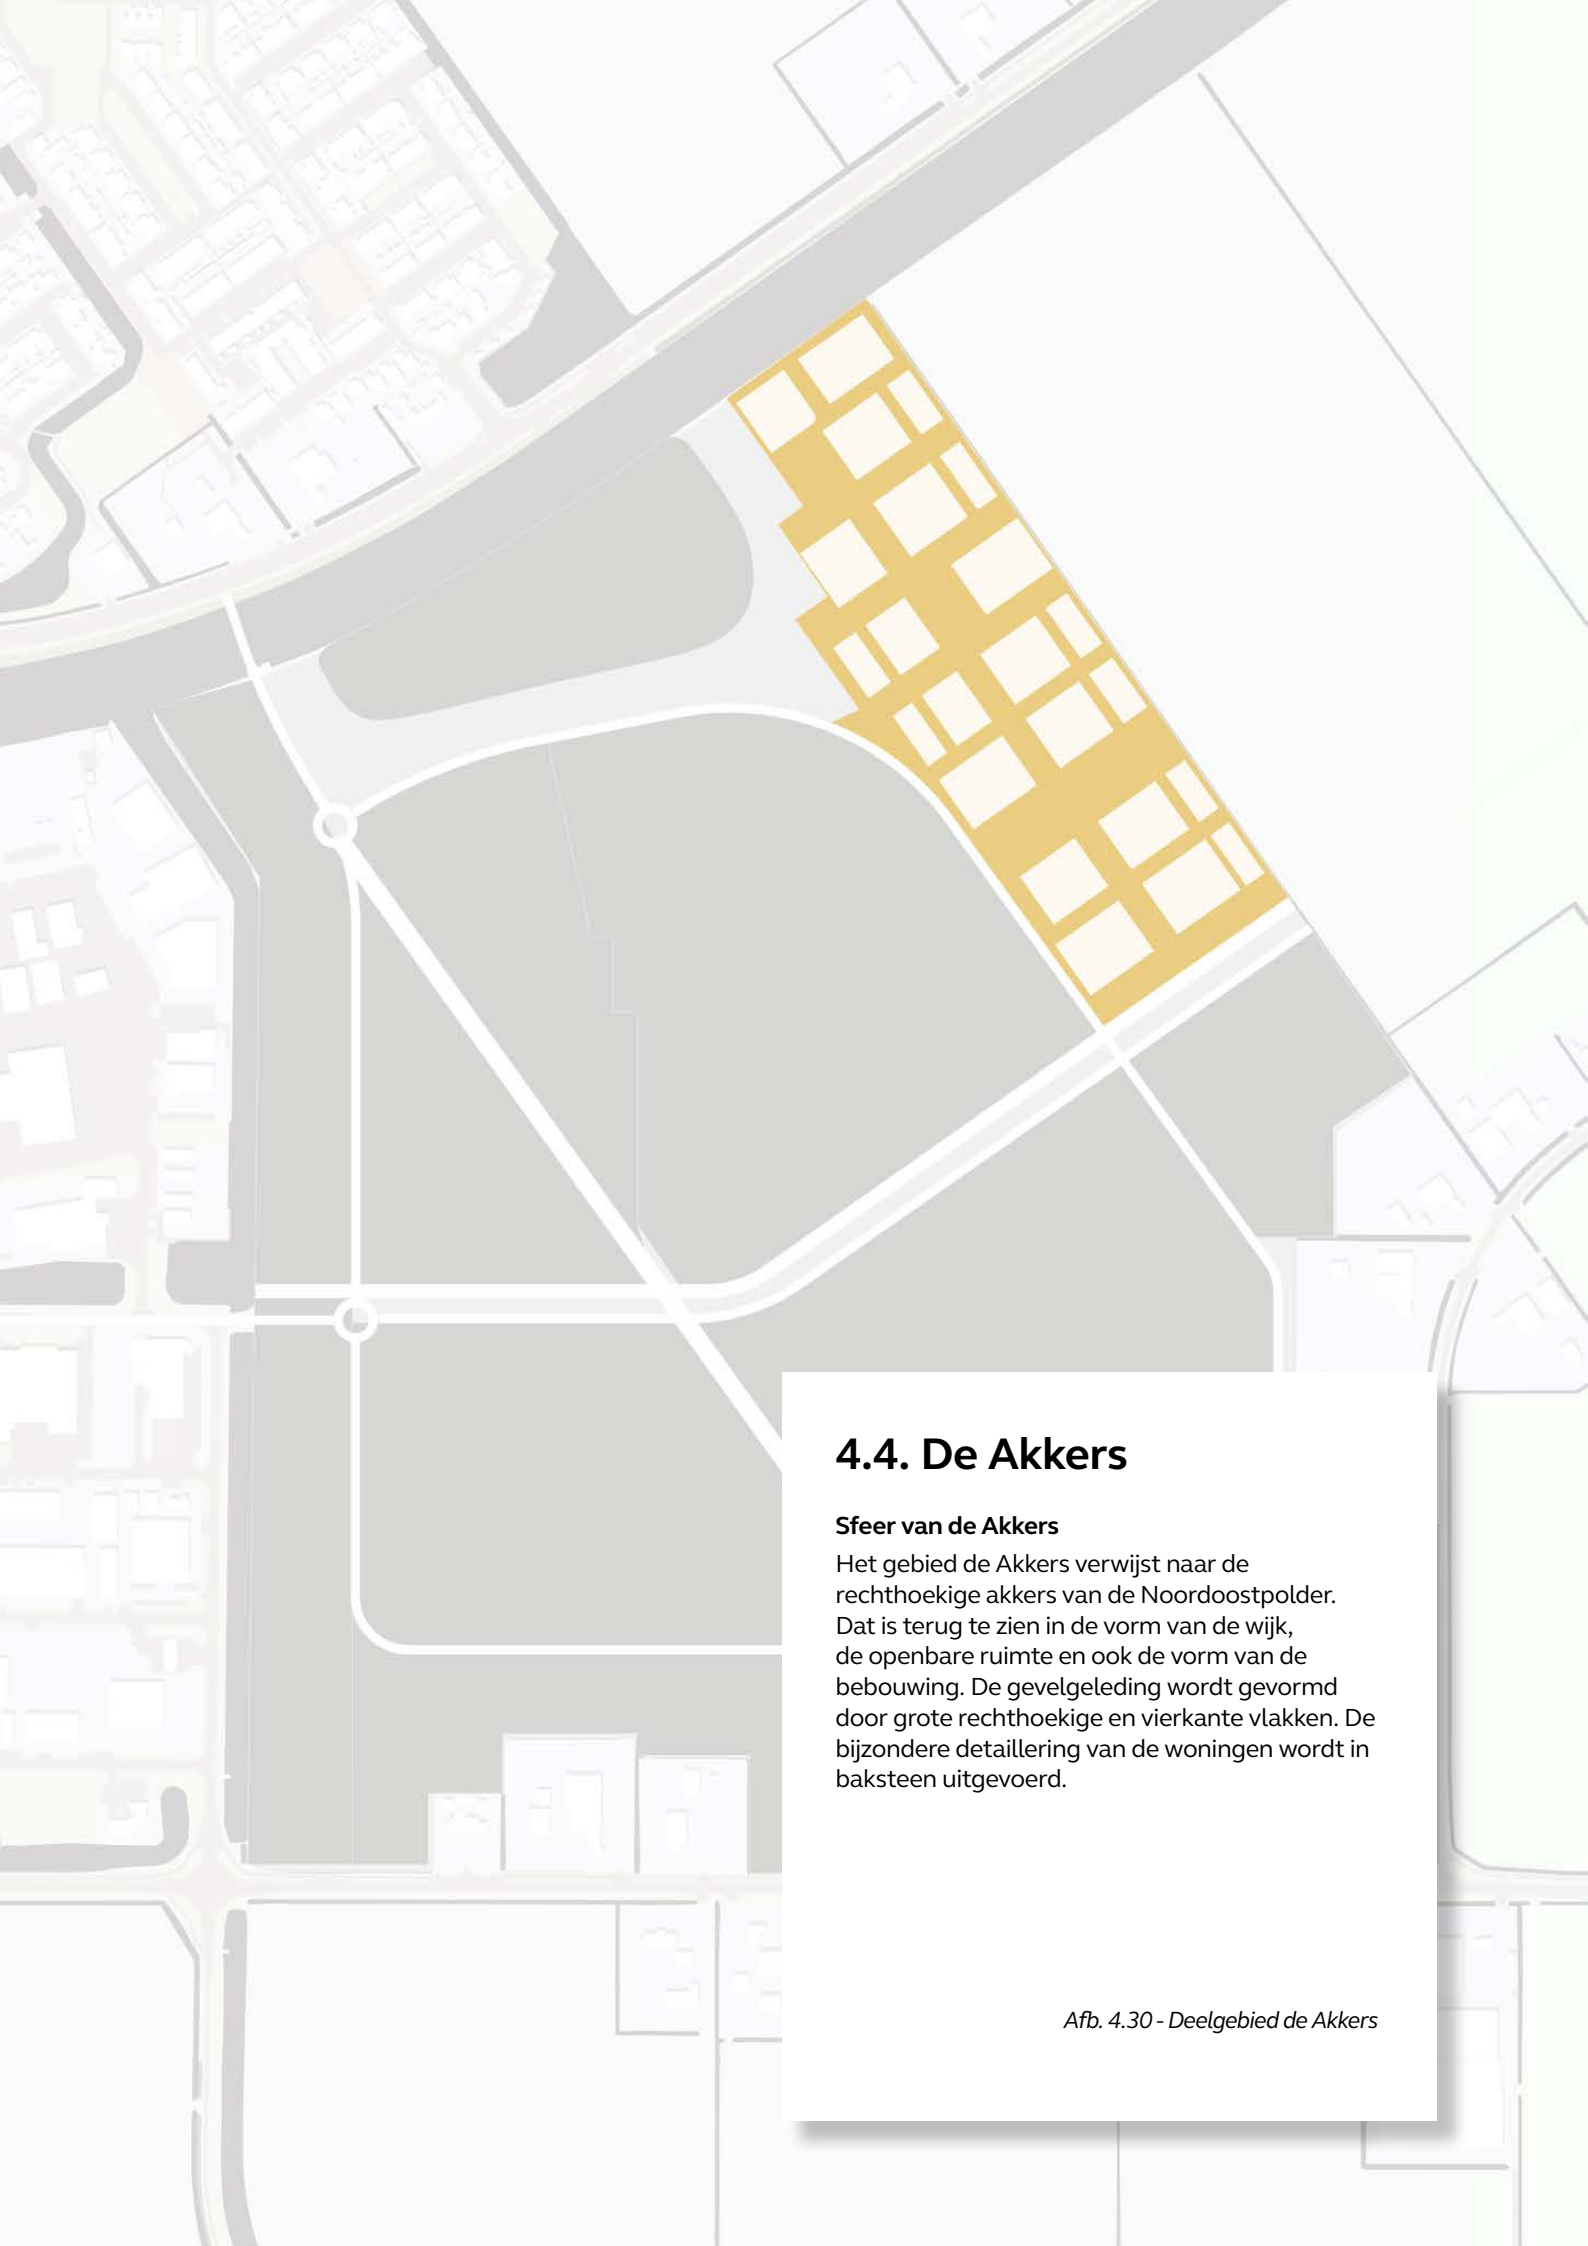 4.4. De Akkers
Sfeer van de Akkers
Het gebied de Akkers verwijst naar de
rechthoekige akkers van de Noordoostpolder.
Dat is terug te zien in de vorm van de wijk,
de openbare ruimte en ook de vorm van de
bebouwing. De gevelgeleding wordt gevormd
door grote rechthoekige en vierkante vlakken. De
bijzondere detaillering van de woningen wordt in
baksteen uitgevoerd.
Afb. 4.30 - Deelgebied de Akkers